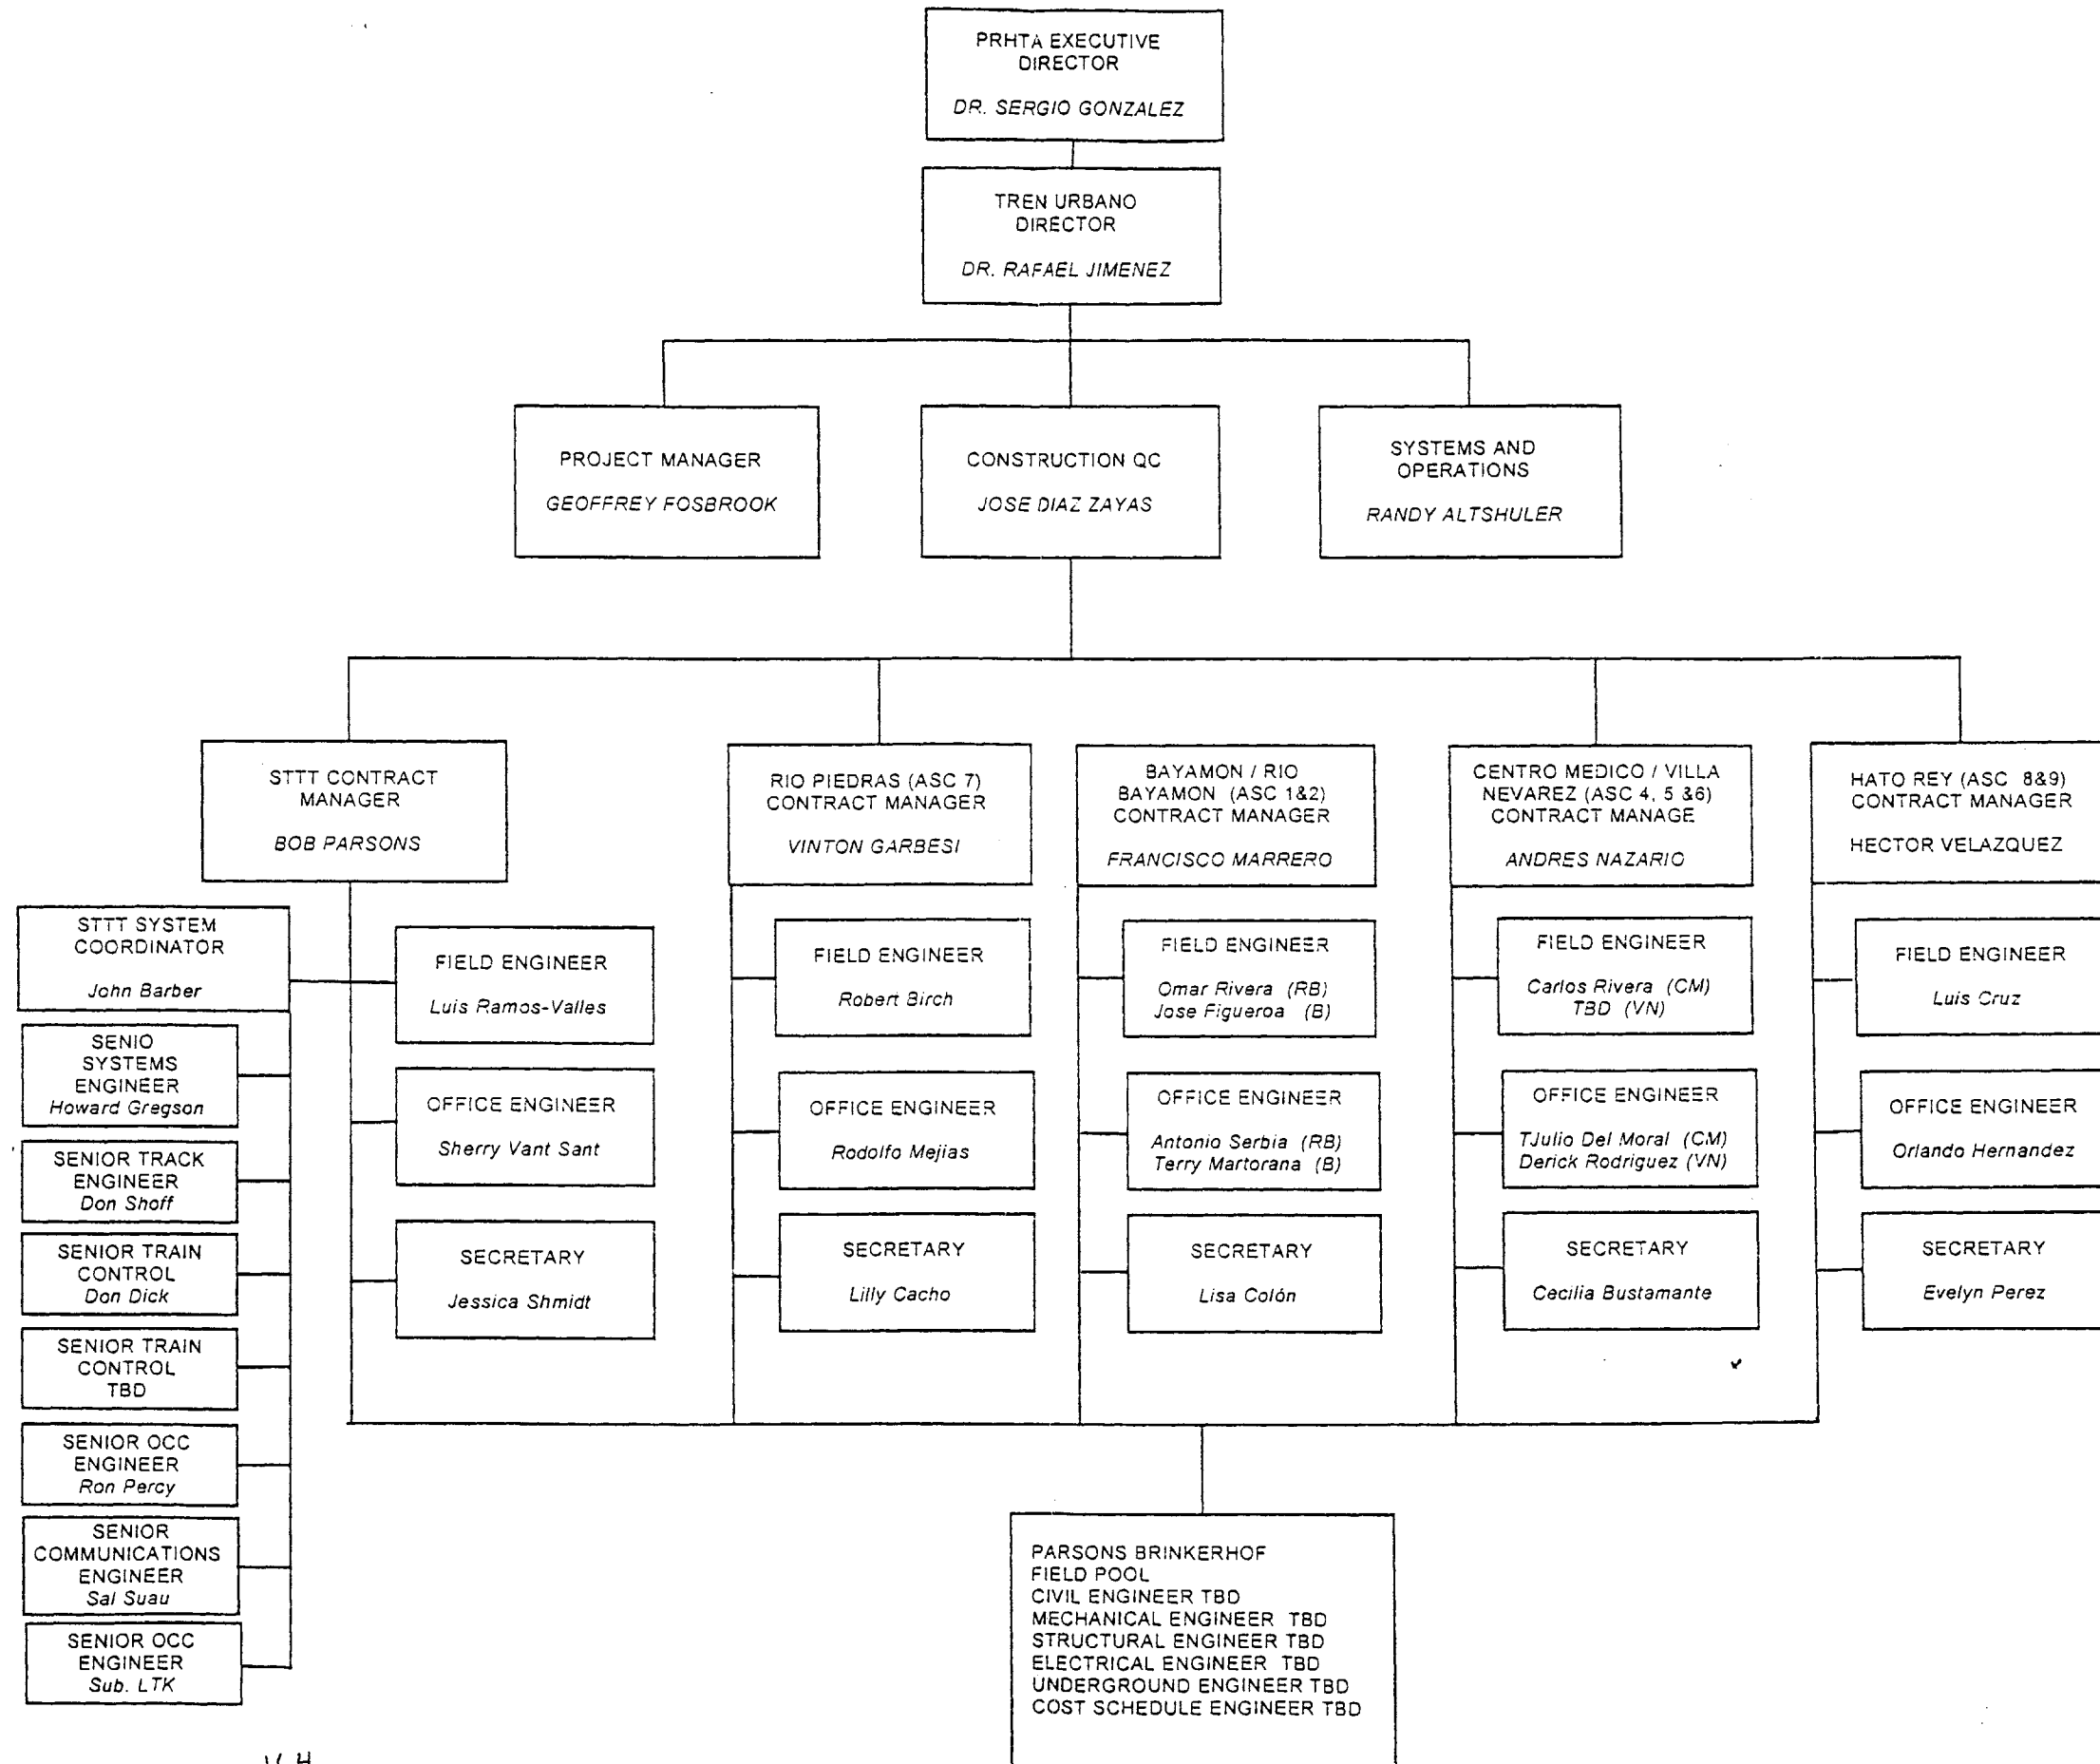 PRHTA EXECUTIVE
DIRECTOR
DR. SERGIO GONZALEZ
TREN URBANO
DIRECTOR
DR. RAFAEL JIMENEZ
PROJECT MANAGER
GEOFFREY FOSBROOK
CONSTRUCTION QC
JOSE DIAZ ZAYAS
SYSTEMS AND
OPERATIONS
RANDY ALTSHULER
STTT CONTRACT
MANAGER
BOB PARSONS
RIO PIEDRAS (ASC 7)
CONTRACT MANAGER
VINTON GARBESI
BAYAMON / RIO
BAYAMON (ASC 1&2)
CONTRACT MANAGER
FRANCISCO MARRERO
CENTRO MEDICO / VILLA
NEVAREZ (ASC 4, 5 &6)
CONTRACT MANAGE
ANDRES NAZARIO
HATO REY (ASC 8&9)
CONTRACT MANAGER
HECTOR VELAZQUEZ
STTT SYSTEM
COORDINATOR
John Barber
SENIO
SYSTEMS
ENGINEER
Howard Gregson
SENIOR TRACK
ENGINEER
Don Shoff
SENIOR TRAIN
CONTROL
Don Dick
SENIOR TRAIN
CONTROL
TBD
SENIOR OCC
ENGINEER
Ron Percy
SENIOR
COMMUNICATIONS
ENGINEER
Sal Suau
SENIOR OCC
ENGINEER
Sub. LTK
FIELD ENGINEER
Luis Ramos-Valles
OFFICE ENGINEER
Sherry Vant Sant
SECRETARY
Jessica Shmidt
FIELD ENGINEER
Robert Birch
OFFICE ENGINEER
Rodolfo Mejias
SECRETARY
Lilly Cacho
FIELD ENGINEER
Omar Rivera (RB)
Jose Figueroa (B)
OFFICE ENGINEER
Antonio Serbia (RB)
Terry Martorana (B)
SECRETARY
Lisa Colón
FIELD ENGINEER
Carlos Rivera (CM)
TBD (VN)
OFFICE ENGINEER
TJulio Del Moral (CM)
Derick Rodriguez (VN)
SECRETARY
Cecilia Bustamante
FIELD ENGINEER
Luis Cruz
OFFICE ENGINEER
Orlando Hernandez
SECRETARY
Evelyn Perez
PARSONS BRINKERHOF
FIELD POOL
CIVIL ENGINEER TBD
MECHANICAL ENGINEER TBD
STRUCTURAL ENGINEER TBD
ELECTRICAL ENGINEER TBD
UNDERGROUND ENGINEER TBD
COST SCHEDULE ENGINEER TBD